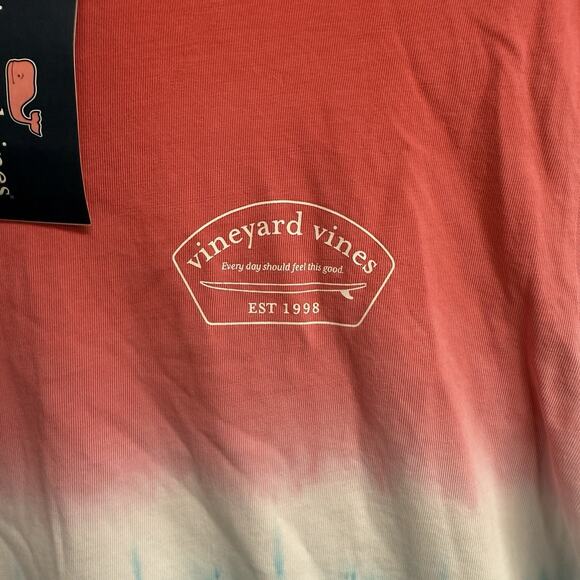 vineyard vines
Every day should feel this good.
EST 1998